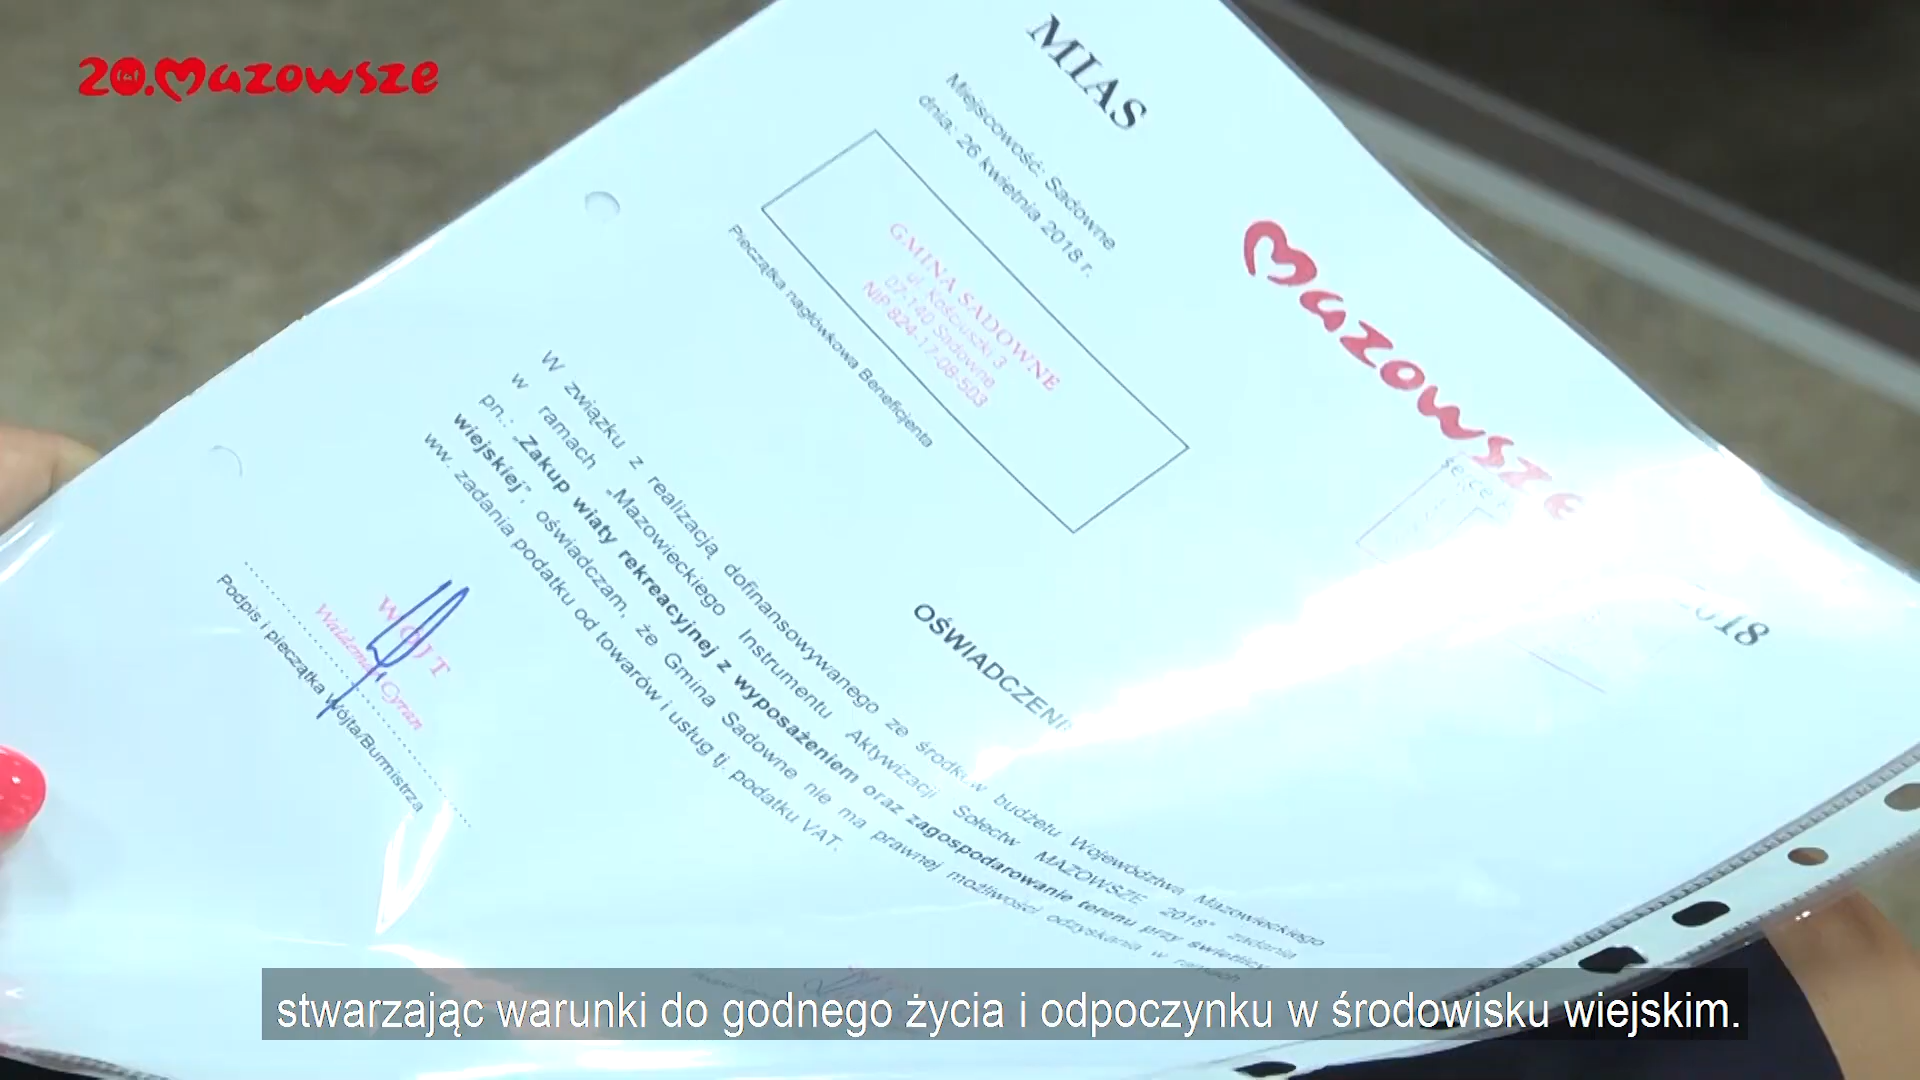 20 lat.Mazowsze
MIAS
Mazowsze
2018
Miejscowość: Sadowne
dnia: 26 kwietnia 2018 r.
GMINA SADOWNE
ul. Kościuszki 3
07-140 Sadowne
NIP 824-17-08-503
Pieczątka nagłówkowa Beneficjenta
OŚWIADCZENI
W związku z realizacją dofinansowywanego ze środków budżetu Województwa Mazowieckiego
w ramach „Mazowieckiego Instrumentu Aktywizacji Sołectw MAZOWSZE 2018" zadania
pn.: „Zakup wiaty rekreacyjnej z wyposażeniem oraz zagospodarowanie terenu przy świetlicy
wiejskiej", oświadczam, że Gmina Sadowne nie ma prawnej możliwości odzyskania w ramach
ww. zadania podatku od towarów i usług tj. podatku VAT.
WÓJT
Waldemar Cyran
Podpis i pieczątka Wójta/Burmistrza
stwarzając warunki do godnego życia i odpoczynku w środowisku wiejskim.